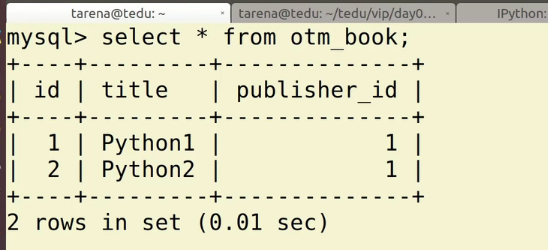 tarena@tedu: ~ × tarena@tedu: ~/tedu/vip/day0... × IPython:
mysql> select * from otm_book;
+----+---------+--------------+
| id | title   | publisher_id |
+----+---------+--------------+
|  1 | Python1 |            1 |
|  2 | Python2 |            1 |
+----+---------+--------------+
2 rows in set (0.01 sec)